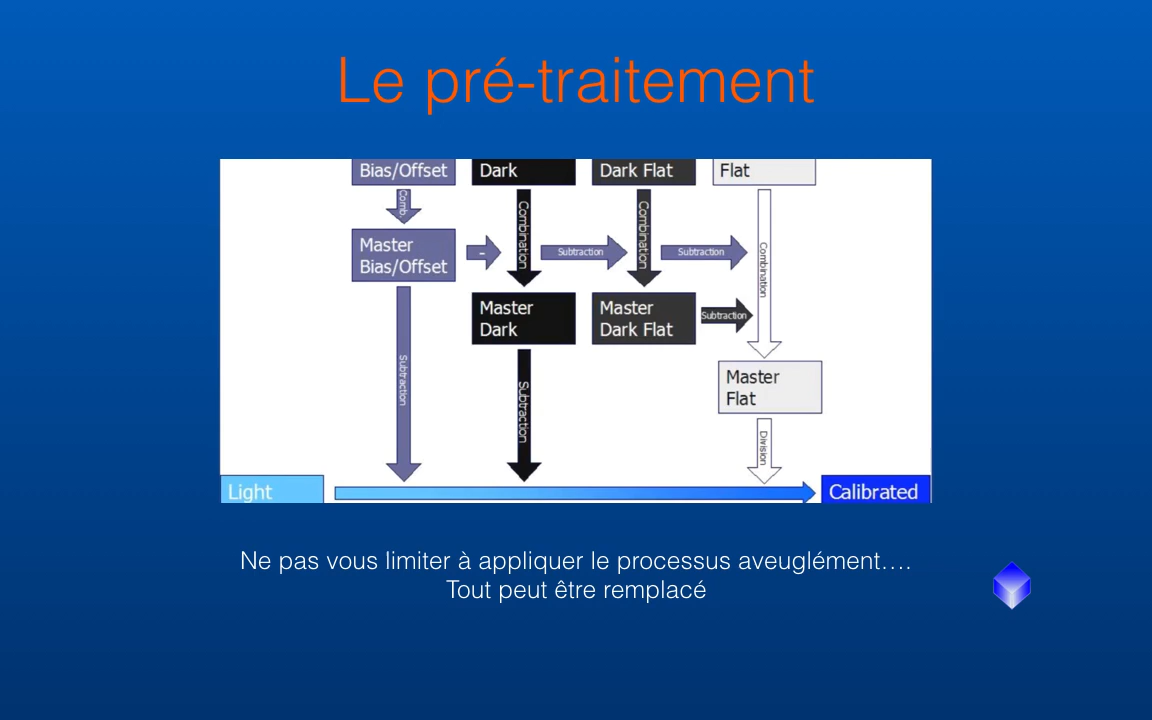 Le pré-traitement
Bias/Offset
Dark
Dark Flat
Flat
Comb.
Combination
Combination
Combination
Master
Bias/Offset
-
Subtraction
Subtraction
Master
Dark
Master
Dark Flat
Subtraction
Subtraction
Subtraction
Master
Flat
Division
Light
Calibrated
Ne pas vous limiter à appliquer le processus aveuglément….
Tout peut être remplacé